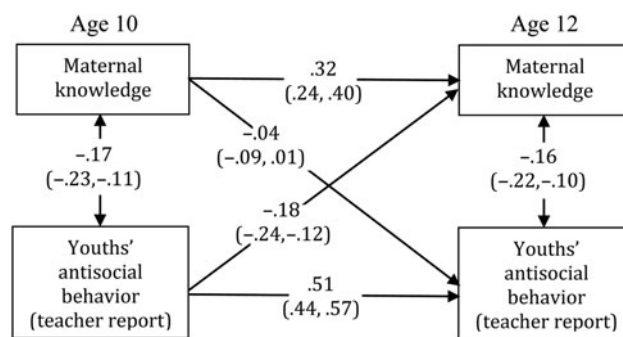 Age 10
Age 12
Maternal
knowledge
.32
(.24, .40)
Maternal
knowledge
–.04
(–.09, .01)
–.17
(–.23,–.11)
–.16
(–.22,–.10)
–.18
(–.24,–.12)
Youths'
antisocial
behavior
(teacher report)
.51
(.44, .57)
Youths'
antisocial
behavior
(teacher report)